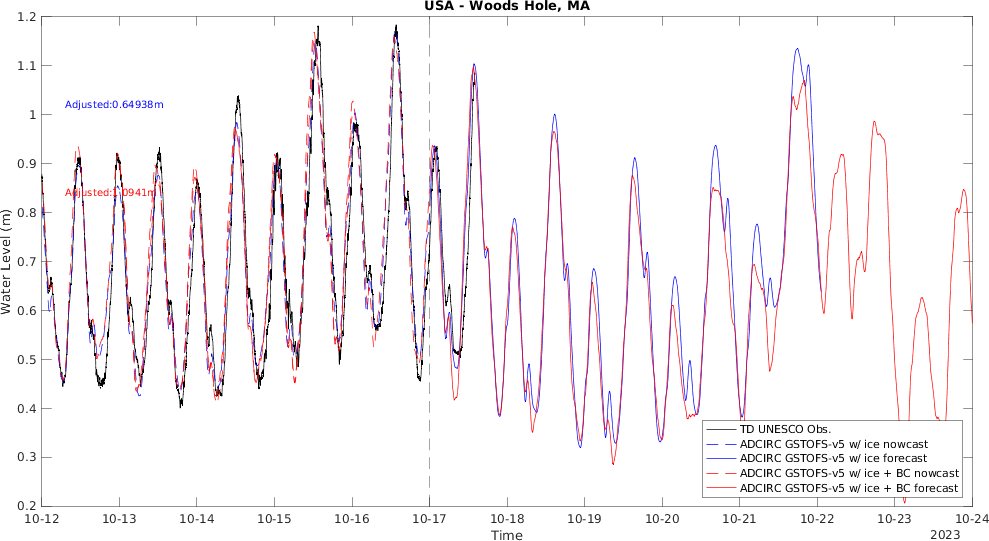 USA - Woods Hole, MA
1.2
1.1
1
0.9
0.8
0.7
0.6
0.5
0.4
0.3
0.2
Water Level (m)
Adjusted:0.64938m
Adjusted:1.0941m
TD UNESCO Obs.
ADCIRC GSTOFS-v5 w/ ice nowcast
ADCIRC GSTOFS-v5 w/ ice forecast
ADCIRC GSTOFS-v5 w/ ice + BC nowcast
ADCIRC GSTOFS-v5 w/ ice + BC forecast
10-12 10-13 10-14 10-15 10-16 10-17 10-18 10-19 10-20 10-21 10-22 10-23 10-24
Time
2023